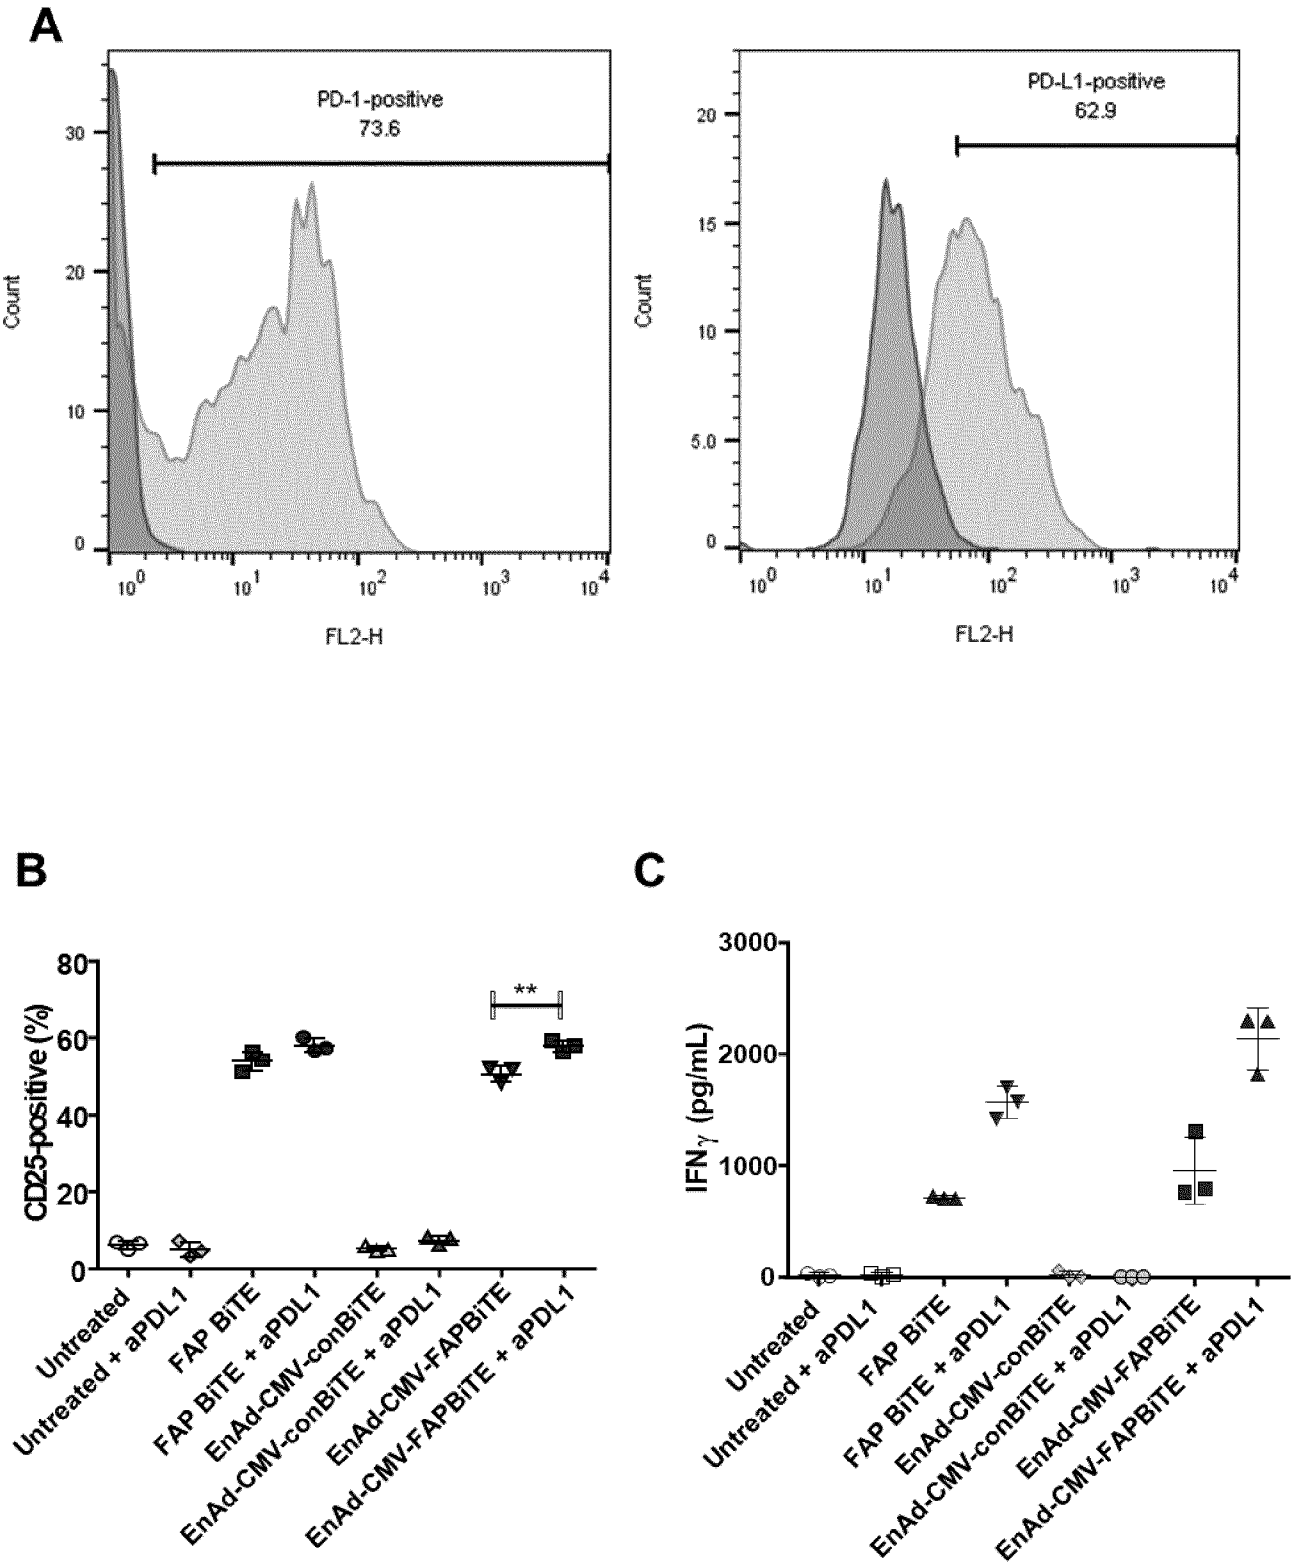 A
PD-1-positive
73.6
30
20
10
0
Count
10^0 10^1 10^2 10^3 10^4
FL2-H
PD-L1-positive
62.9
20
15
10
5.0
0
Count
10^0 10^1 10^2 10^3 10^4
FL2-H
B
80
60
40
20
0
CD25-positive (%)
**
Untreated
Untreated + aPDL1
FAP BiTE
FAP BiTE + aPDL1
EnAd-CMV-conBiTE
EnAd-CMV-conBiTE + aPDL1
EnAd-CMV-FAPBiTE
EnAd-CMV-FAPBiTE + aPDL1
C
3000
2000
1000
0
IFNγ (pg/mL)
Untreated
Untreated + aPDL1
FAP BiTE
FAP BiTE + aPDL1
EnAd-CMV-conBiTE
EnAd-CMV-conBiTE + aPDL1
EnAd-CMV-FAPBiTE
EnAd-CMV-FAPBiTE + aPDL1